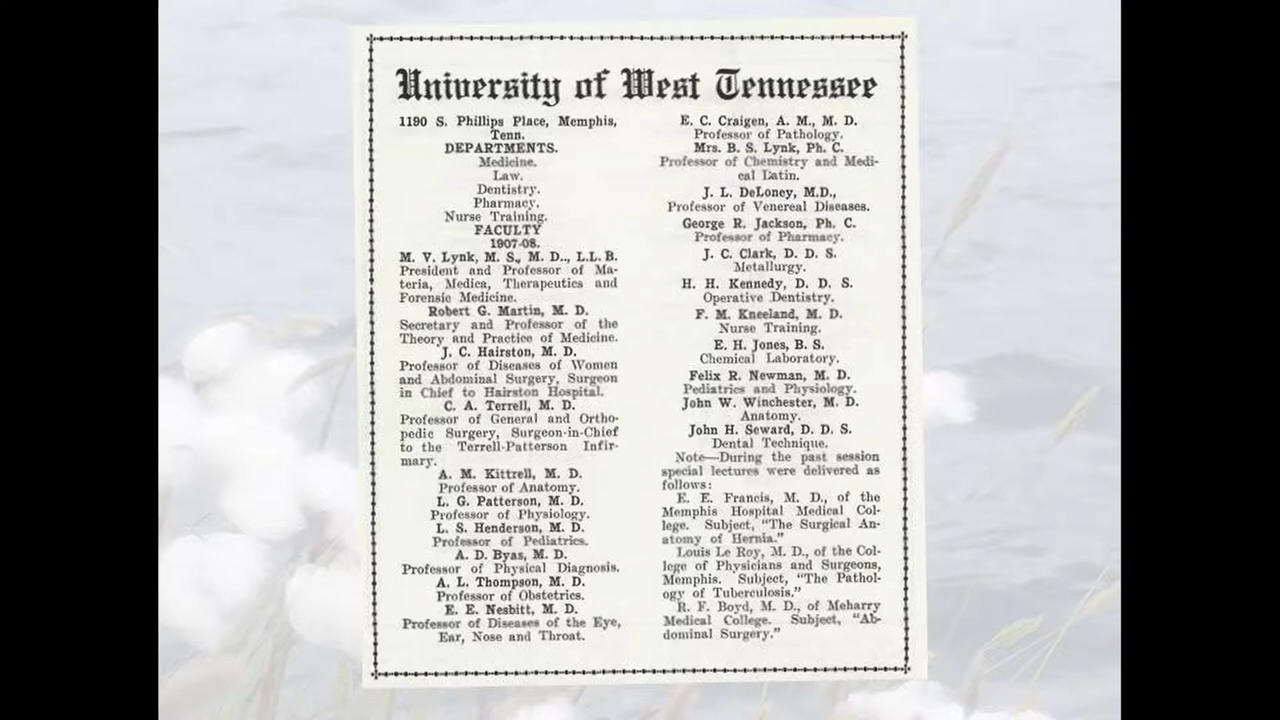 University of West Tennessee
1190 S. Phillips Place, Memphis,
Tenn.
DEPARTMENTS.
Medicine.
Law.
Dentistry.
Pharmacy.
Nurse Training.
FACULTY
1907-08.
M. V. Lynk, M. S., M. D.., L.L. B.
President and Professor of Ma-
teria, Medica, Therapeutics and
Forensic Medicine.
Robert G. Martin, M. D.
Secretary and Professor of the
Theory and Practice of Medicine.
J. C. Hairston, M. D.
Professor of Diseases of Women
and Abdominal Surgery, Surgeon
in Chief to Hairston Hospital.
C. A. Terrell, M. D.
Professor of General and Ortho-
pedic Surgery, Surgeon-in-Chief
to the Terrell-Patterson Infir-
mary.
A. M. Kittrell, M. D.
Professor of Anatomy.
L. G. Patterson, M. D.
Professor of Physiology.
L. S. Henderson, M. D.
Professor of Pediatrics.
A. D. Byas, M. D.
Professor of Physical Diagnosis.
A. L. Thompson, M. D.
Professor of Obstetrics.
E. E. Nesbitt, M. D.
Professor of Diseases of the Eye,
Ear, Nose and Throat.
E. C. Craigen, A. M., M. D.
Professor of Pathology.
Mrs. B. S. Lynk, Ph. C.
Professor of Chemistry and Medi-
cal Latin.
J. L. DeLoney, M.D.,
Professor of Venereal Diseases.
George R. Jackson, Ph. C.
Professor of Pharmacy.
J. C. Clark, D. D. S.
Metallurgy.
H. H. Kennedy, D. D. S.
Operative Dentistry.
F. M. Kneeland, M. D.
Nurse Training.
E. H. Jones, B. S.
Chemical Laboratory.
Felix R. Newman, M. D.
Pediatrics and Physiology.
John W. Winchester, M. D.
Anatomy.
John H. Seward, D. D. S.
Dental Technique.
Note—During the past session
special lectures were delivered as
follows:
E. E. Francis, M. D., of the
Memphis Hospital Medical Col-
lege. Subject, "The Surgical An-
atomy of Hernia."
Louis Le Roy, M. D., of the Col-
lege of Physicians and Surgeons,
Memphis. Subject, "The Pathol-
ogy of Tuberculosis."
R. F. Boyd, M. D., of Meharry
Medical College. Subject, "Ab-
dominal Surgery."